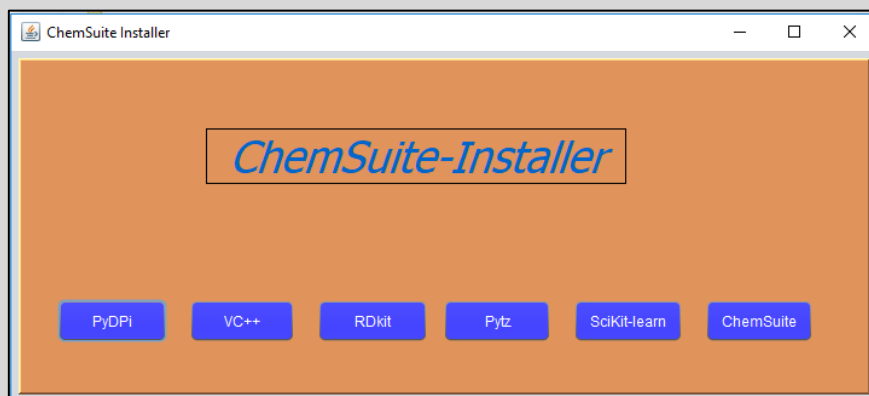 ChemSuite Installer
ChemSuite-Installer
PyDPi VC++ RDkit Pytz SciKit-learn ChemSuite